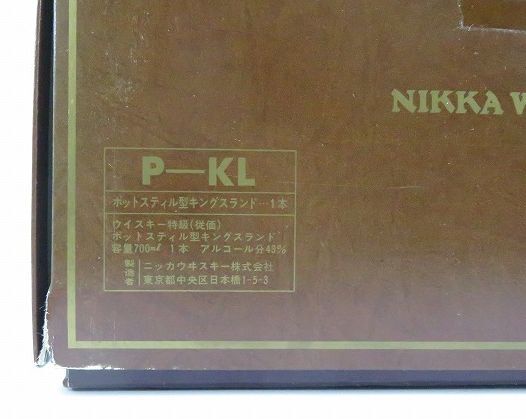 NIKKA W
P—KL
ポットスティル型キングスランド…1本
ウイスキー特級(従価)
ポットスティル型キングスランド
容量700mℓ 1本 アルコール分43%
製造者 ニッカウヰスキー株式会社
東京都中央区日本橋1-5-3